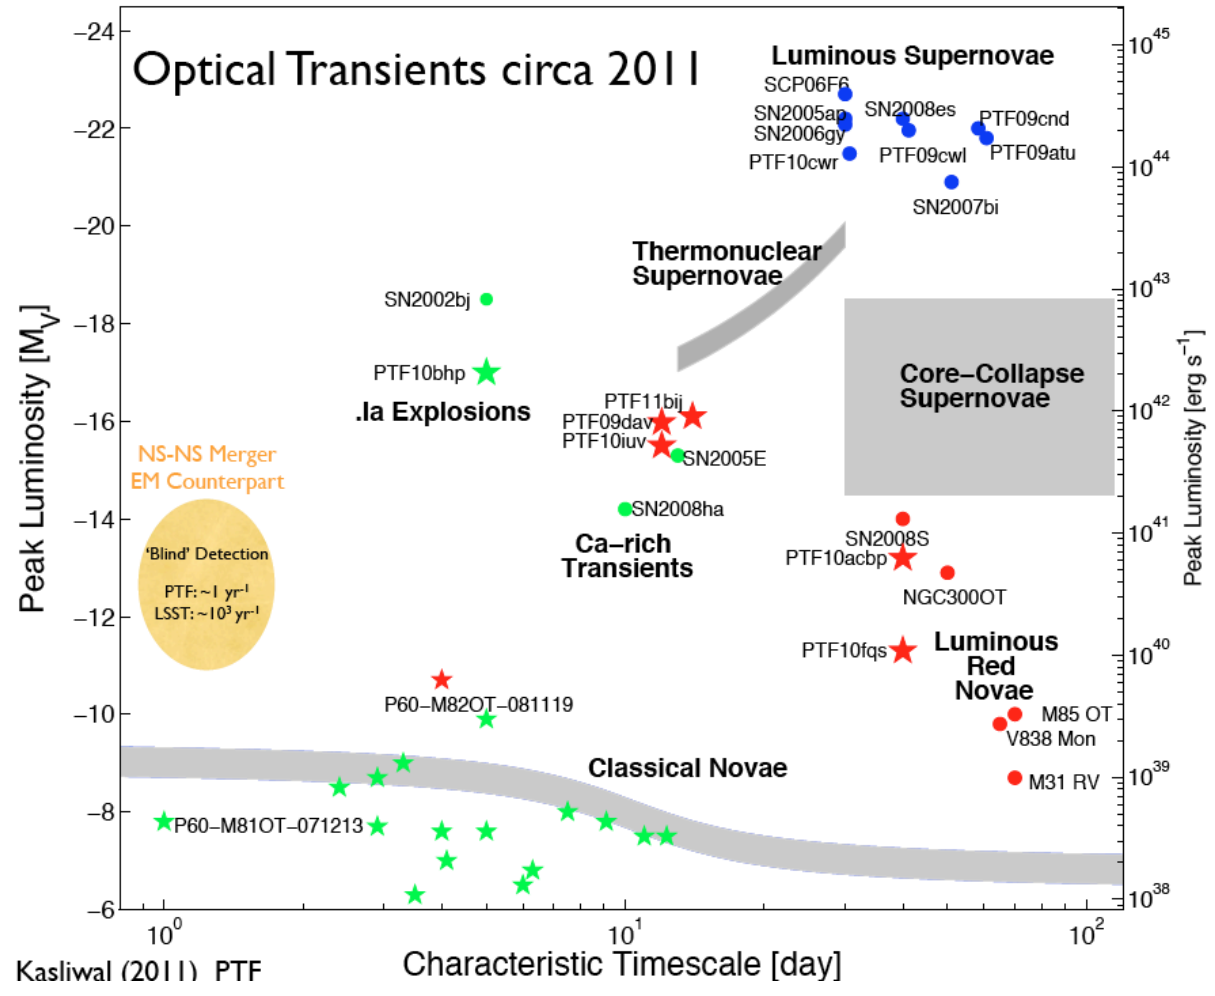 Optical Transients circa 2011
Luminous Supernovae
SCP06F6
SN2005ap
SN2006gy
PTF10cwr
SN2008es
PTF09cwl
PTF09cnd
PTF09atu
SN2007bi
Thermonuclear
Supernovae
SN2002bj
PTF10bhp
.Ia Explosions
Core−Collapse
Supernovae
PTF11bij
PTF09dav
PTF10iuv
SN2005E
SN2008ha
Ca−rich
Transients
NS-NS Merger
EM Counterpart
'Blind' Detection
PTF: ~1 yr⁻¹
LSST: ~10³ yr⁻¹
SN2008S
PTF10acbp
NGC300OT
PTF10fqs
Luminous
Red
Novae
P60−M82OT−081119
M85 OT
V838 Mon
M31 RV
Classical Novae
P60−M81OT−071213
−24
−22
−20
−18
−16
−14
−12
−10
−8
−6
Peak Luminosity [M_V]
10⁴⁵
10⁴⁴
10⁴³
10⁴²
10⁴¹
10⁴⁰
10³⁹
10³⁸
Peak Luminosity [erg s⁻¹]
10⁰
10¹
10²
Characteristic Timescale [day]
Kasliwal (2011) PTF